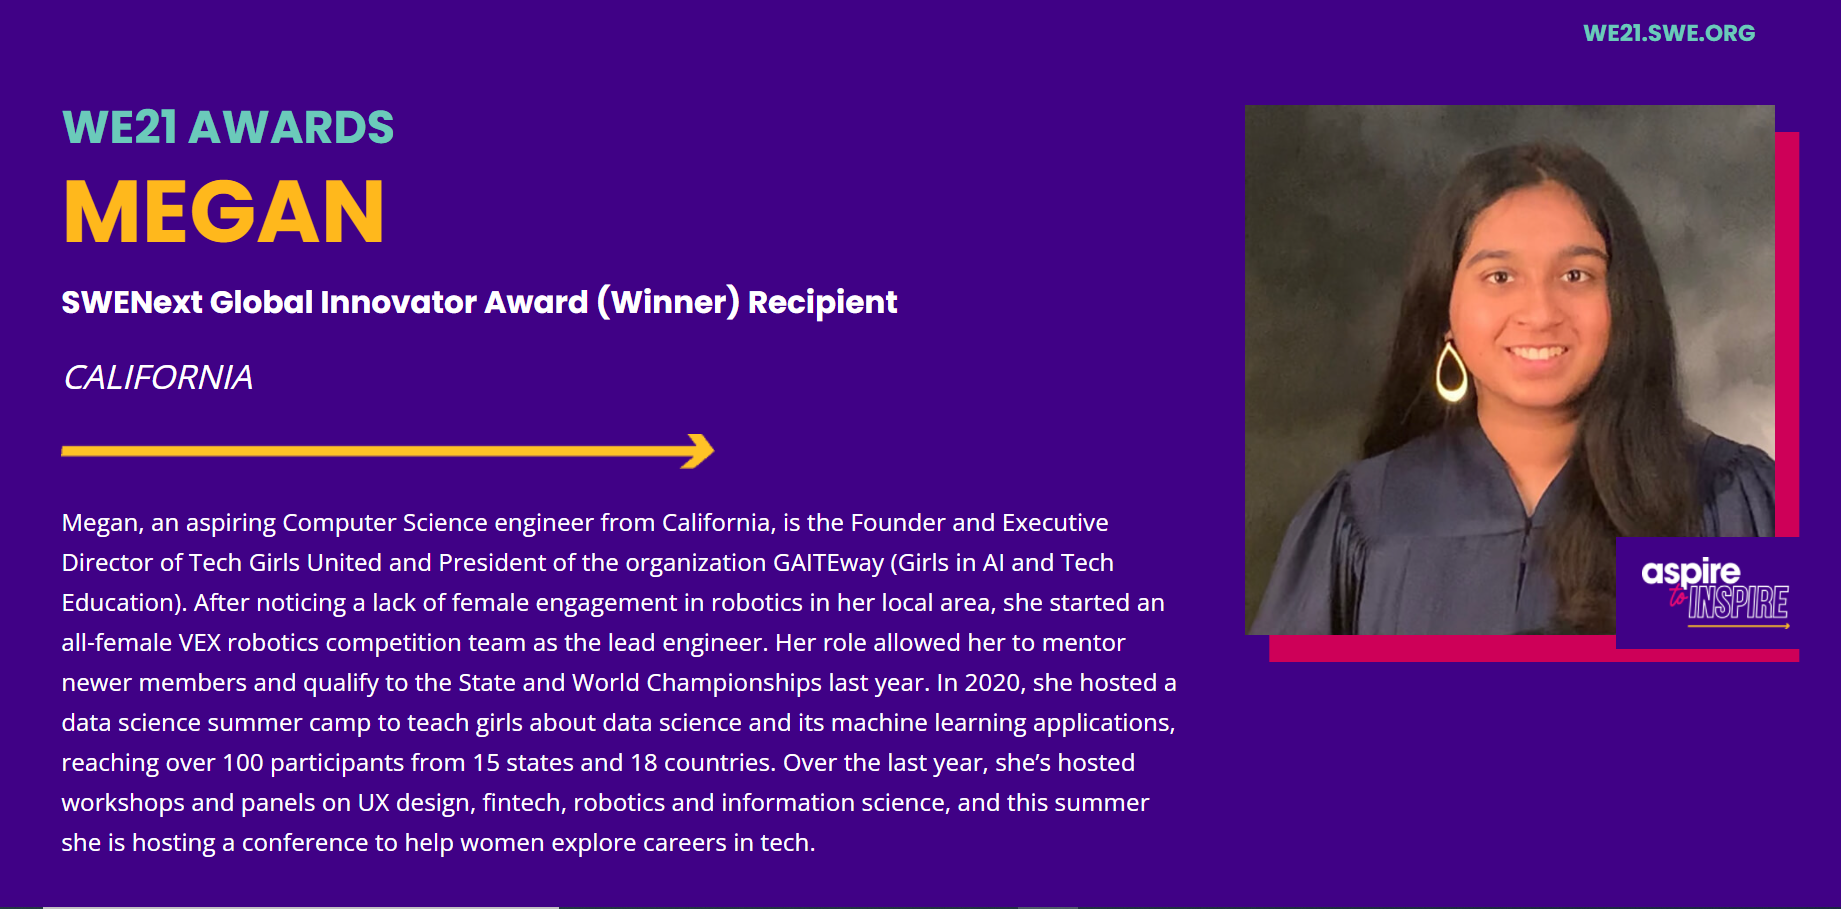 WE21.SWE.ORG
WE21 AWARDS
MEGAN
SWENext Global Innovator Award (Winner) Recipient
CALIFORNIA
Megan, an aspiring Computer Science engineer from California, is the Founder and Executive
Director of Tech Girls United and President of the organization GAITEway (Girls in AI and Tech
Education). After noticing a lack of female engagement in robotics in her local area, she started an
all-female VEX robotics competition team as the lead engineer. Her role allowed her to mentor
newer members and qualify to the State and World Championships last year. In 2020, she hosted a
data science summer camp to teach girls about data science and its machine learning applications,
reaching over 100 participants from 15 states and 18 countries. Over the last year, she’s hosted
workshops and panels on UX design, fintech, robotics and information science, and this summer
she is hosting a conference to help women explore careers in tech.
aspire
to INSPIRE